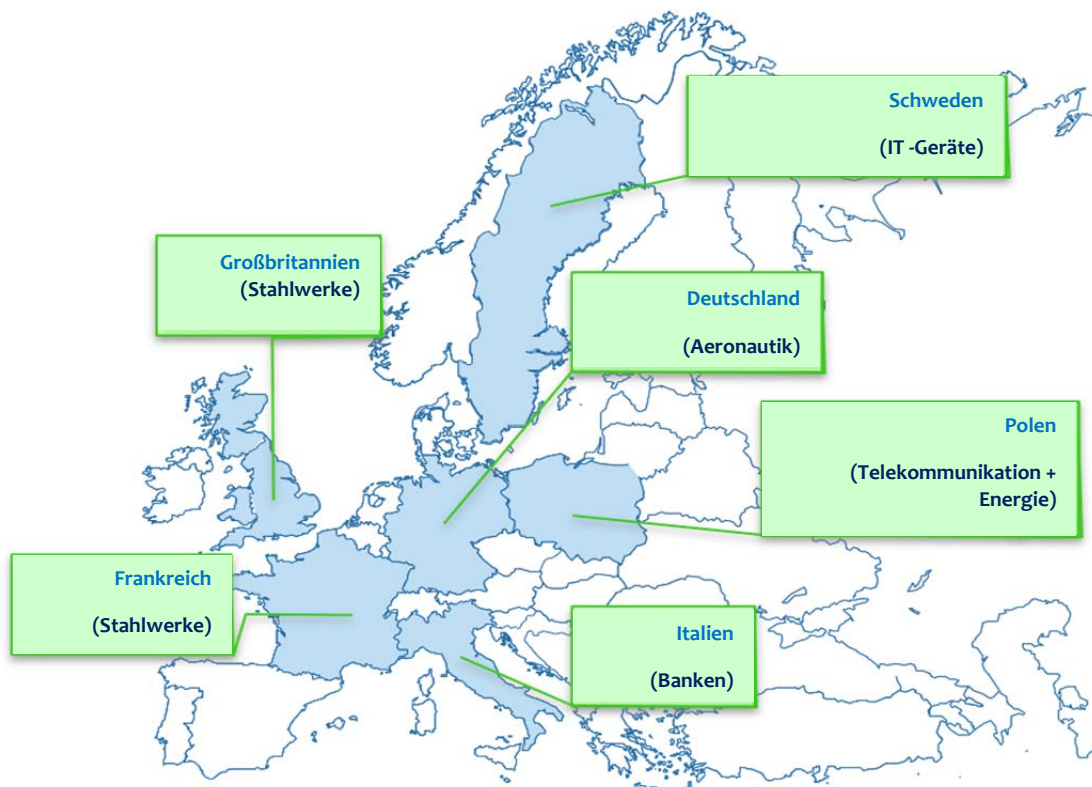 Schweden
(IT -Geräte)
Großbritannien
(Stahlwerke)
Deutschland
(Aeronautik)
Polen
(Telekommunikation +
Energie)
Frankreich
(Stahlwerke)
Italien
(Banken)